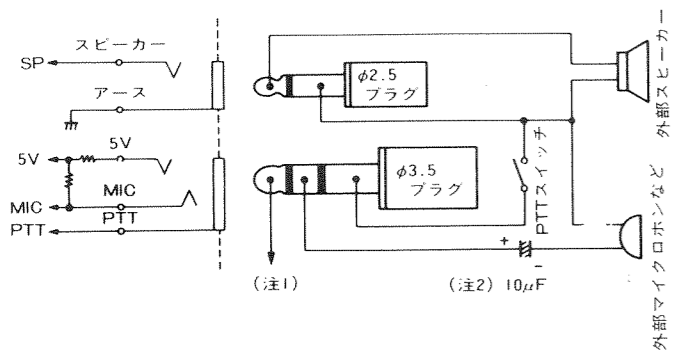 スピーカー
SP
アース
5V
5V
MIC
MIC
PTT
PTT
φ2.5
プラグ
φ3.5
プラグ
PTTスイッチ
+
-
(注1)
(注2) 10μF
外部スピーカー
外部マイクロホンなど